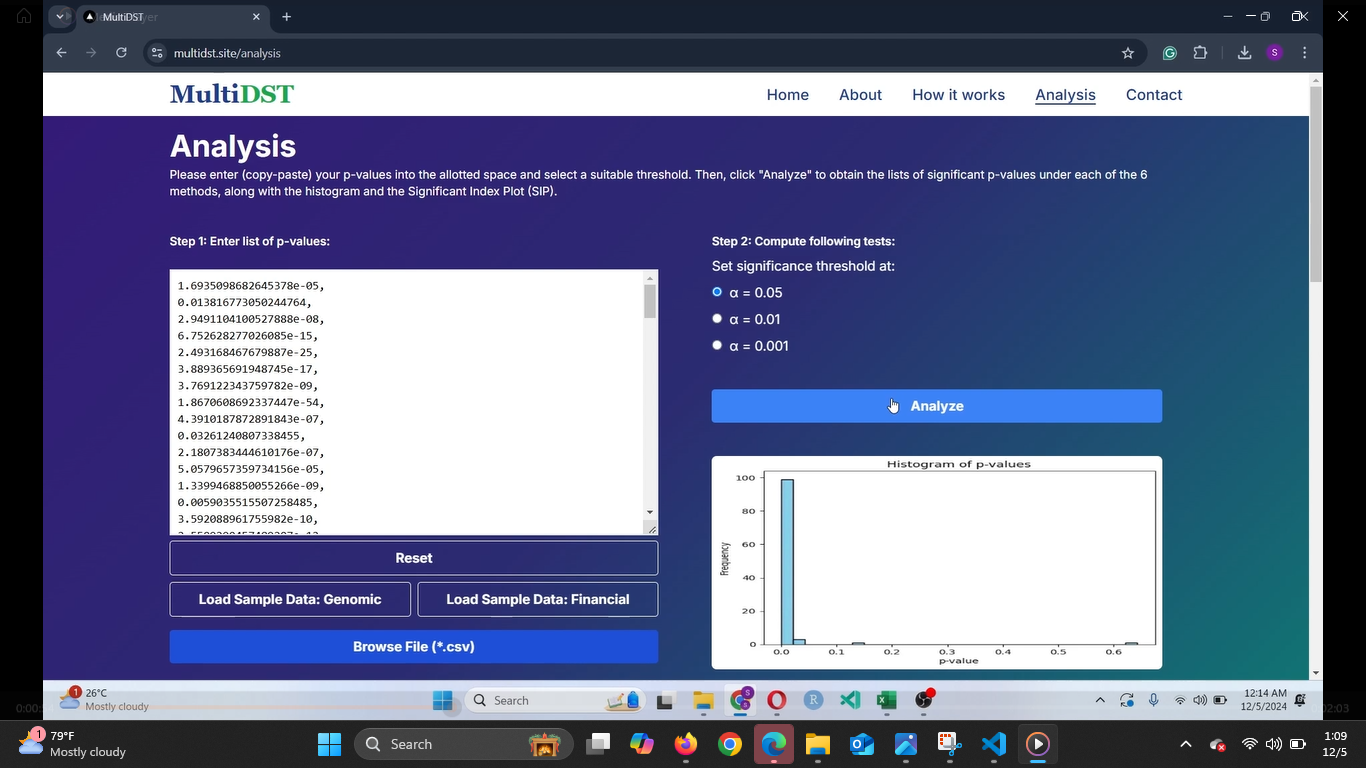 MultiDST
multidst.site/analysis
S
MultiDST
Home
About
How it works
Analysis
Contact
Analysis
Please enter (copy-paste) your p-values into the allotted space and select a suitable threshold. Then, click "Analyze" to obtain the lists of significant p-values under each of the 6
methods, along with the histogram and the Significant Index Plot (SIP).
Step 1: Enter list of p-values:
1.6935098682645378e-05,
0.013816773050244764,
2.9491104100527888e-08,
6.752628277026085e-15,
2.493168467679887e-25,
3.889365691948745e-17,
3.769122343759782e-09,
1.8670608692337447e-54,
4.3910187872891843e-07,
0.03261240807338455,
2.1807383444610176e-07,
5.0579657359734156e-05,
1.3399468850055266e-09,
0.0059035515507258485,
3.592088961755982e-10,
Reset
Load Sample Data: Genomic
Load Sample Data: Financial
Browse File (*.csv)
Step 2: Compute following tests:
Set significance threshold at:
α = 0.05
α = 0.01
α = 0.001
Analyze
Histogram of p-values
100
80
60
40
20
0
Frequency
0.0
0.1
0.2
0.3
0.4
0.5
0.6
p-value
1
26°C
Mostly cloudy
Search
12:14 AM
12/5/2024
1
79°F
Mostly cloudy
Search
1:09
12/5